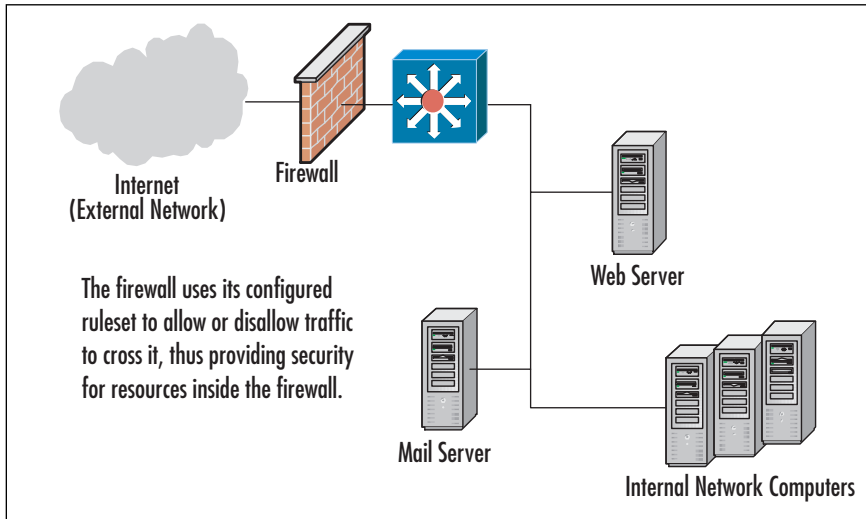 Internet
(External Network)
Firewall
Web Server
The firewall uses its configured
ruleset to allow or disallow traffic
to cross it, thus providing security
for resources inside the firewall.
Mail Server
Internal Network Computers